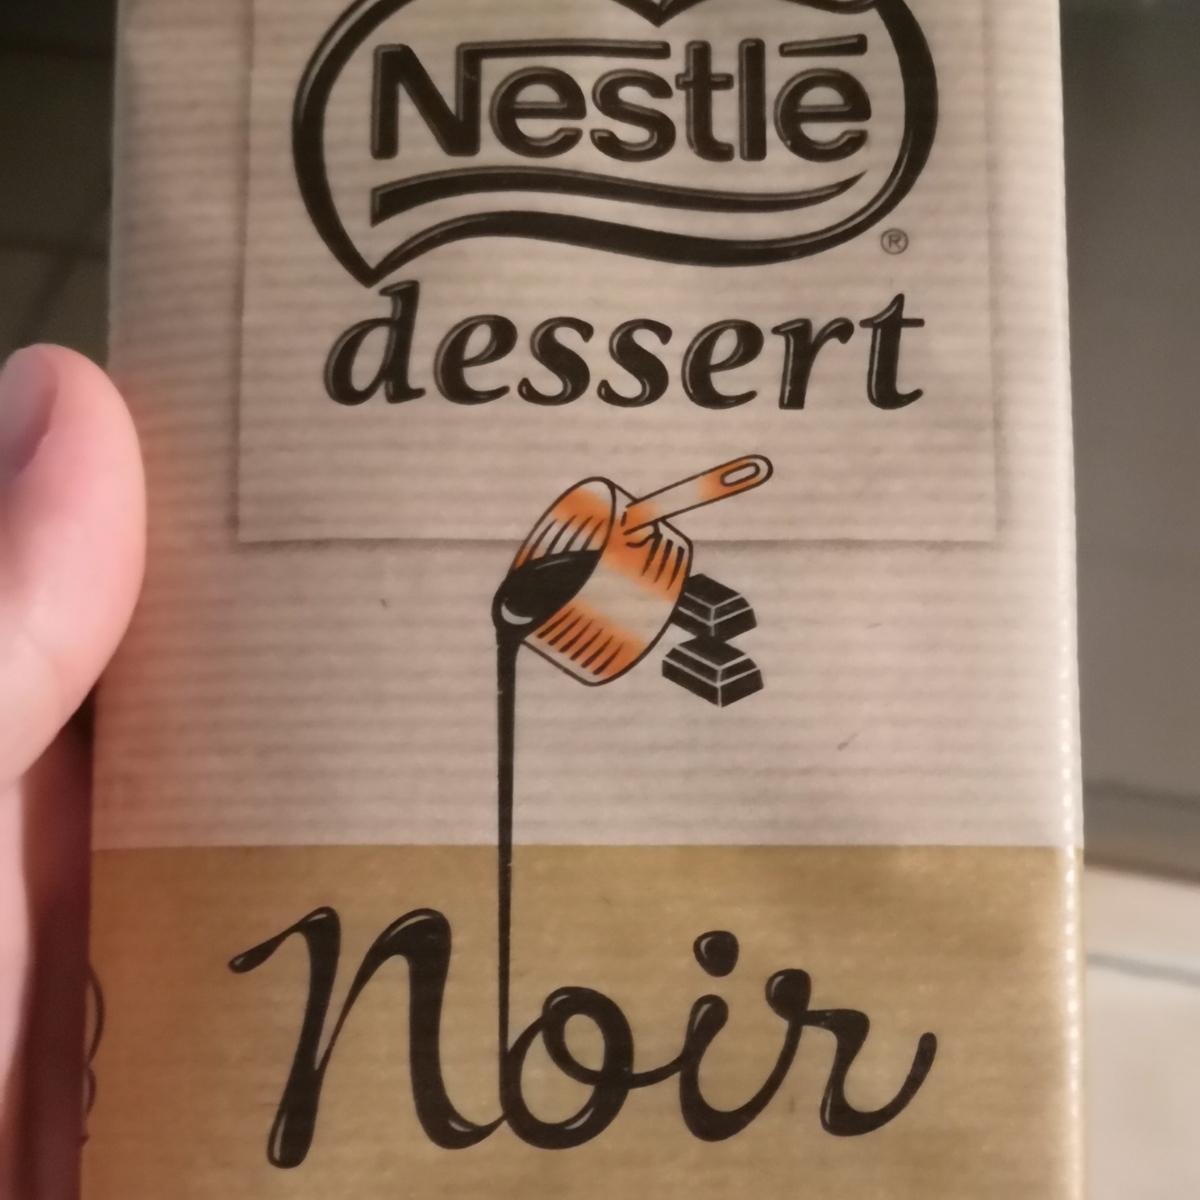 Nestlé
®
dessert
Noir